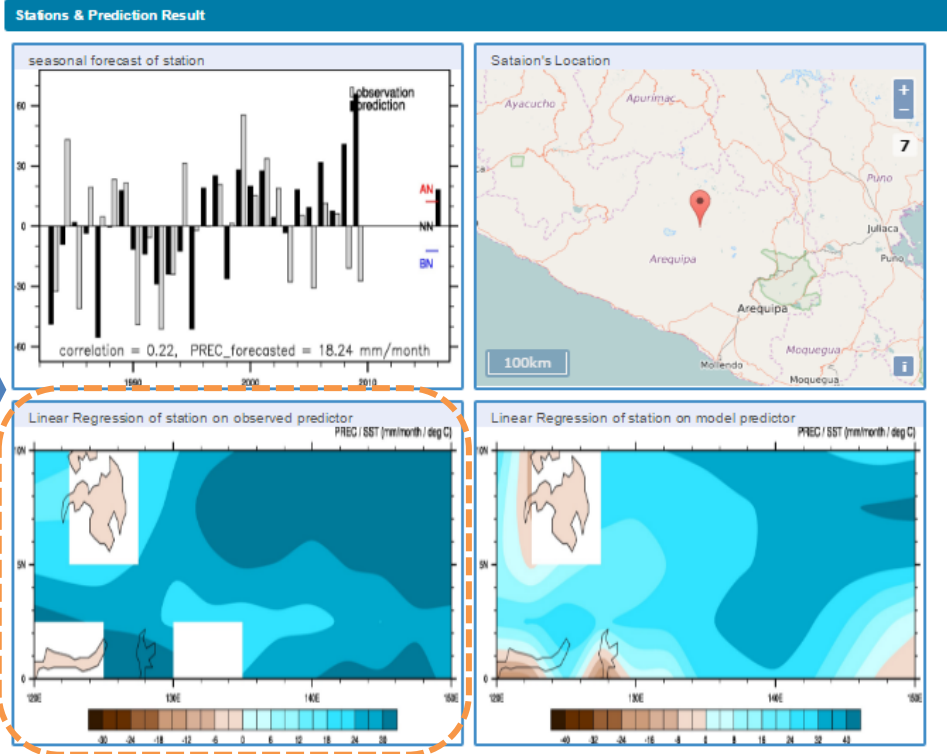 Stations & Prediction Result
seasonal forecast of station
observation
prediction
60
30
0
-30
-60
AN
NN
BN
correlation = 0.22, PREC_forecasted = 18.24 mm/month
1990
2000
2010
Sataion's Location
Ayacucho
Apurimac
+
−
7
Puno
Juliaca
Puno
Arequipa
Arequipa
Moquegua
Mollendo
Moquegua
100km
i
Linear Regression of station on observed predictor
PREC / SST (mm/month / deg C)
10N
5N
0
120E
130E
140E
150E
-30
-24
-18
-12
-6
0
6
12
18
24
30
Linear Regression of station on model predictor
PREC / SST (mm/month / deg C)
10N
5N
0
120E
130E
140E
150E
-40
-32
-24
-16
-8
0
8
16
24
32
40